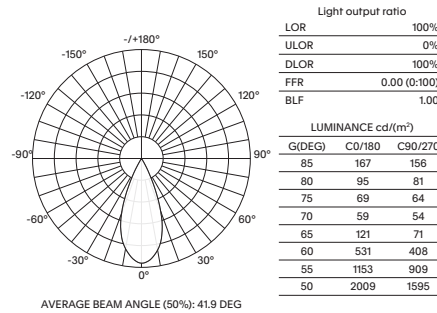 -/+180°
-150° 150°
-120° 120°
-90° 90°
-60° 60°
-30° 30°
0°
AVERAGE BEAM ANGLE (50%): 41.9 DEG
Light output ratio
LOR 100%
ULOR 0%
DLOR 100%
FFR 0.00 (0:100)
BLF 1.00
LUMINANCE cd/(m²)
G(DEG) C0/180 C90/270
85 167 156
80 95 81
75 69 64
70 59 54
65 121 71
60 531 408
55 1153 909
50 2009 1595